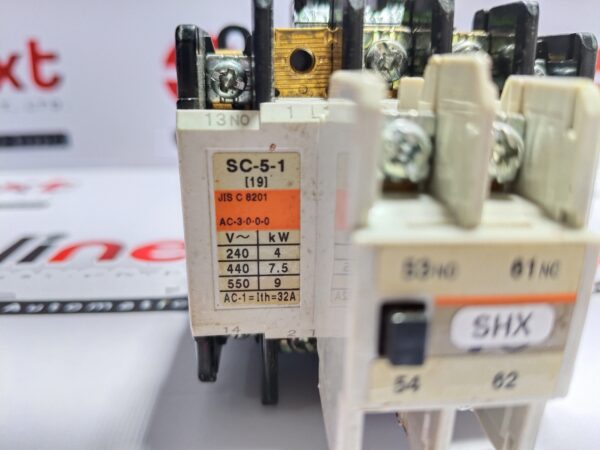 13NO
1 L
SC-5-1
[19]
JIS C 8201
AC-3-0-0-0
V~ kW
240 4
440 7.5
550 9
AC-1=Ith=32A
14
2 T
53NO 61NC
SHX
54 62